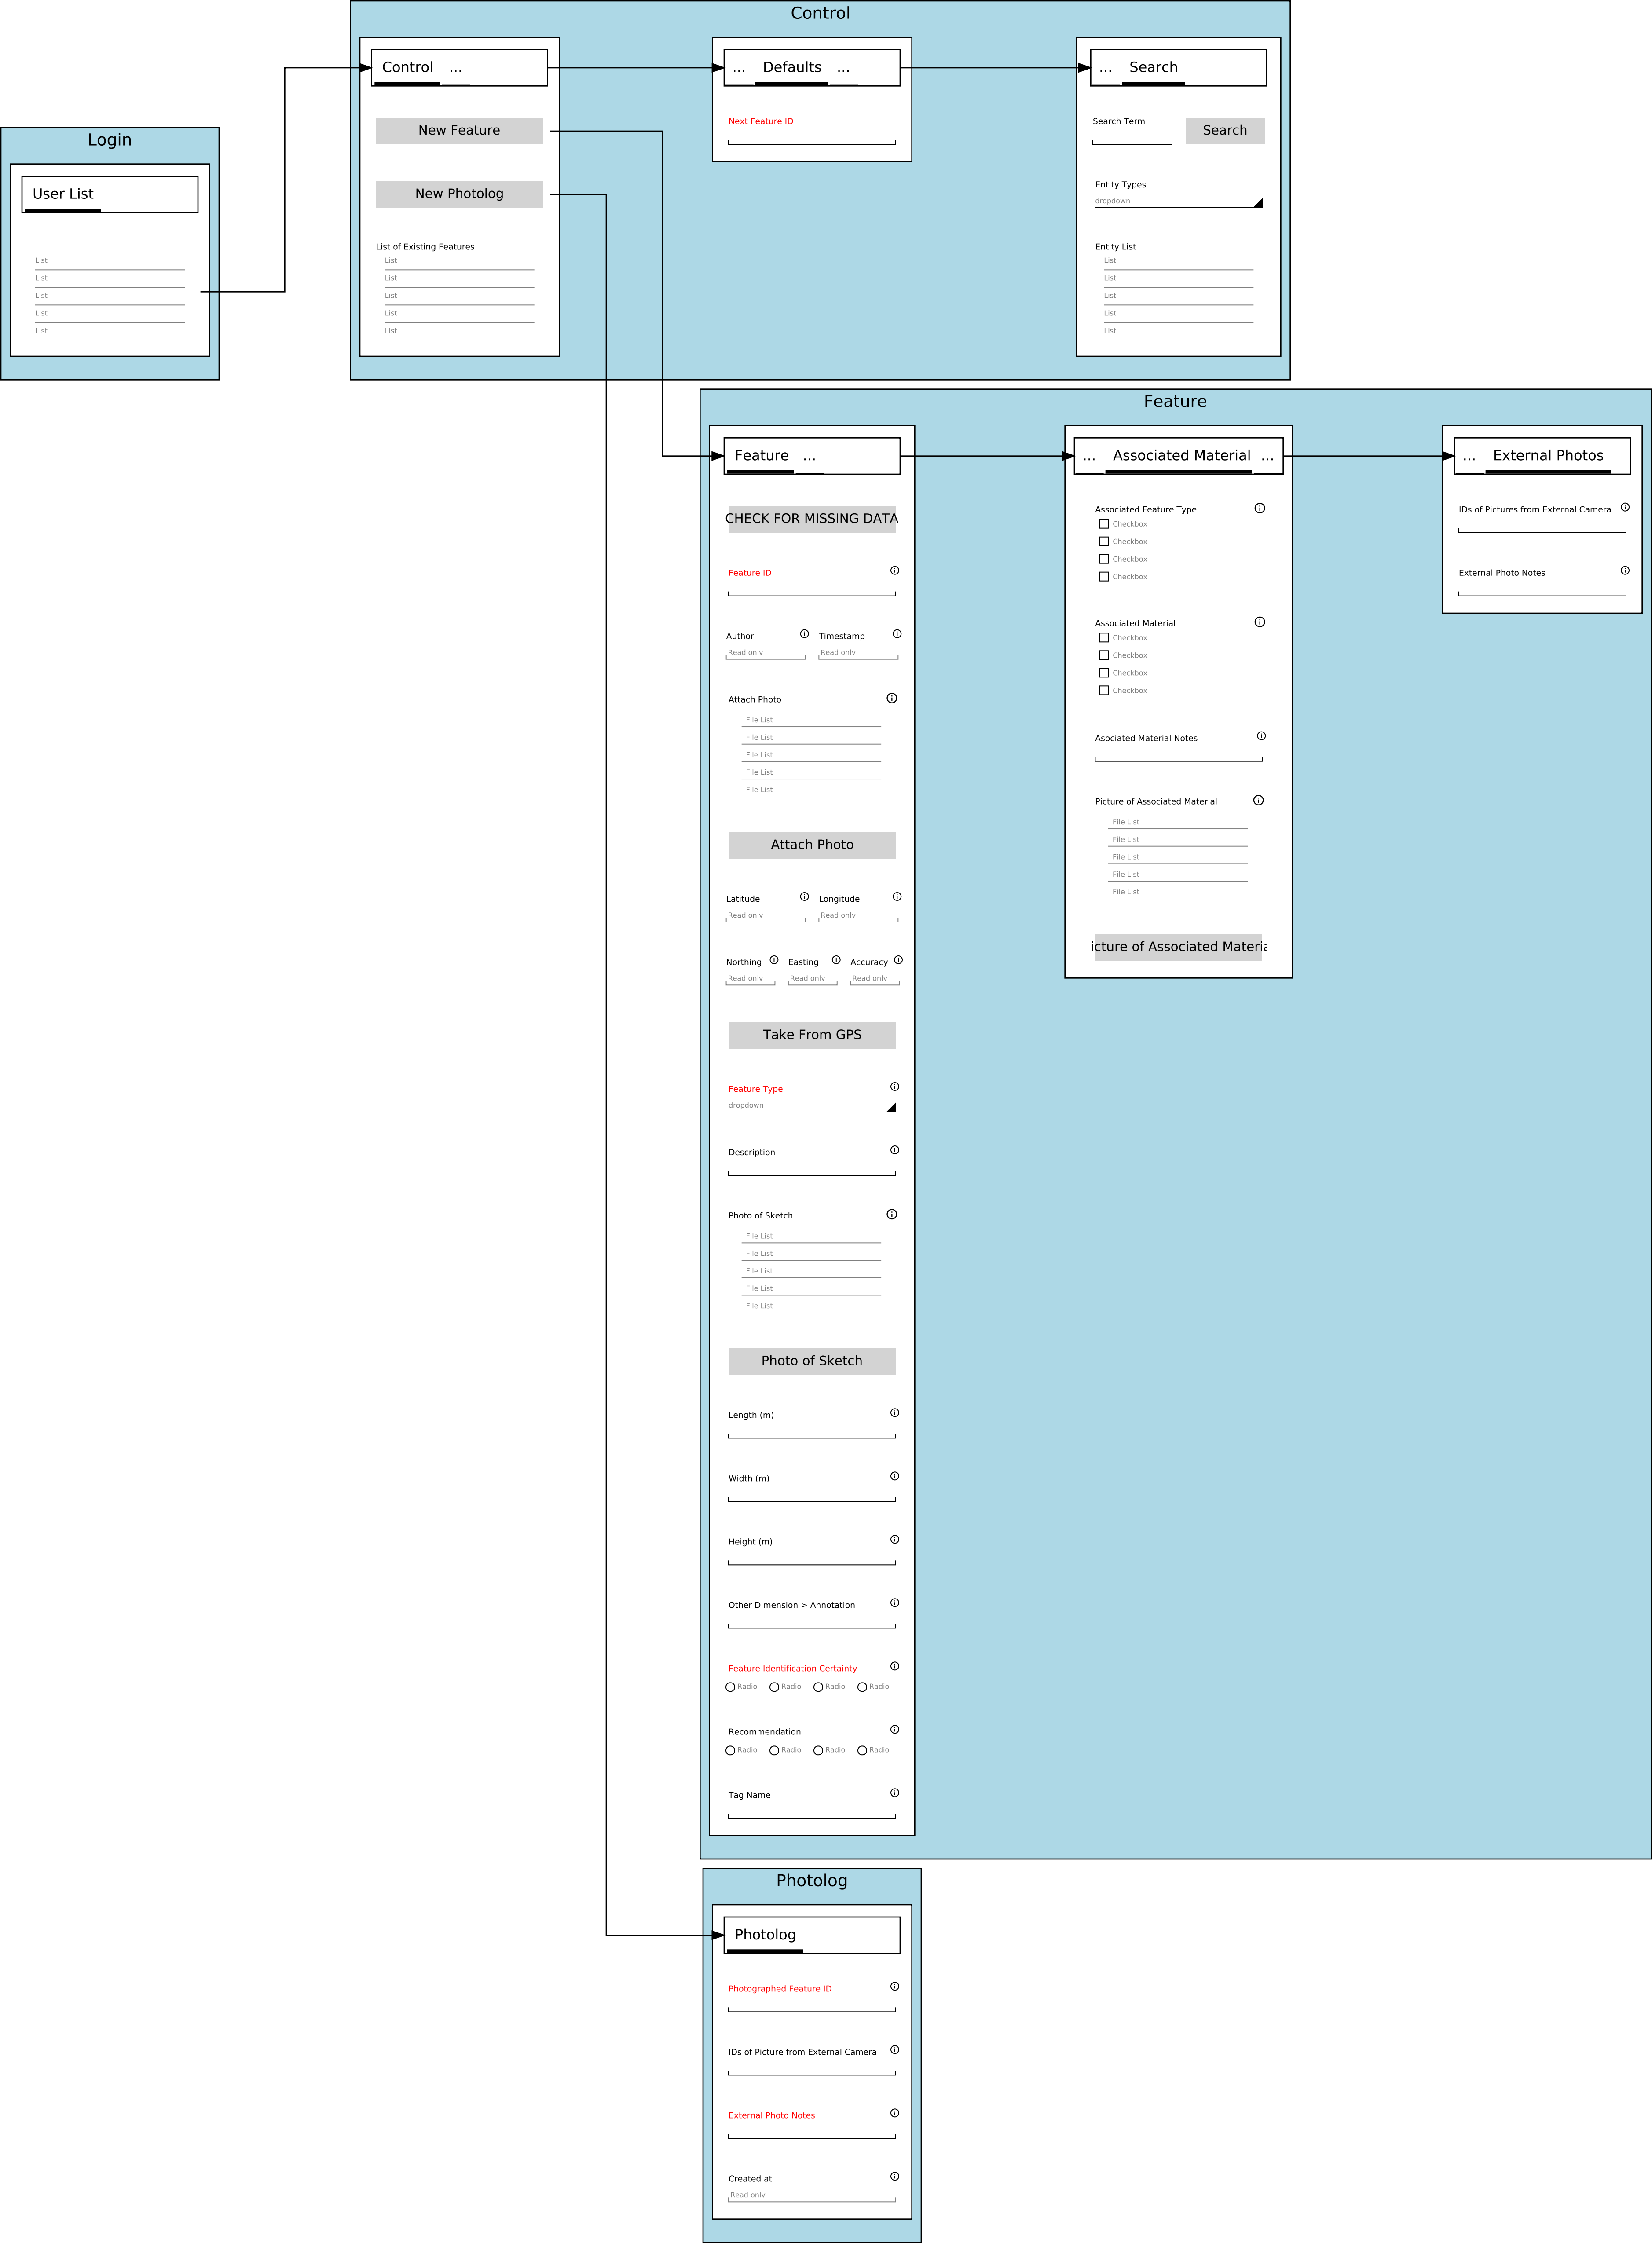 Control
Control ...
... Defaults ...
... Search
New Feature
New Photolog
List of Existing Features
List
List
List
List
List
Next Feature ID
Search Term
Search
Entity Types
dropdown
Entity List
List
List
List
List
List
Login
User List
List
List
List
List
List
Feature
Feature ...
CHECK FOR MISSING DATA
Feature ID
Author Timestamp
Read only Read only
Attach Photo
File List
File List
File List
File List
File List
Attach Photo
Latitude Longitude
Read only Read only
Northing Easting Accuracy
Read only Read only Read only
Take From GPS
Feature Type
dropdown
Description
Photo of Sketch
File List
File List
File List
File List
File List
Photo of Sketch
Length (m)
Width (m)
Height (m)
Other Dimension > Annotation
Feature Identification Certainty
Radio Radio Radio Radio
Recommendation
Radio Radio Radio Radio
Tag Name
... Associated Material ...
Associated Feature Type
Checkbox
Checkbox
Checkbox
Checkbox
Associated Material
Checkbox
Checkbox
Checkbox
Checkbox
Asociated Material Notes
Picture of Associated Material
File List
File List
File List
File List
File List
icture of Associated Materia
... External Photos
IDs of Pictures from External Camera
External Photo Notes
Photolog
Photolog
Photographed Feature ID
IDs of Picture from External Camera
External Photo Notes
Created at
Read only